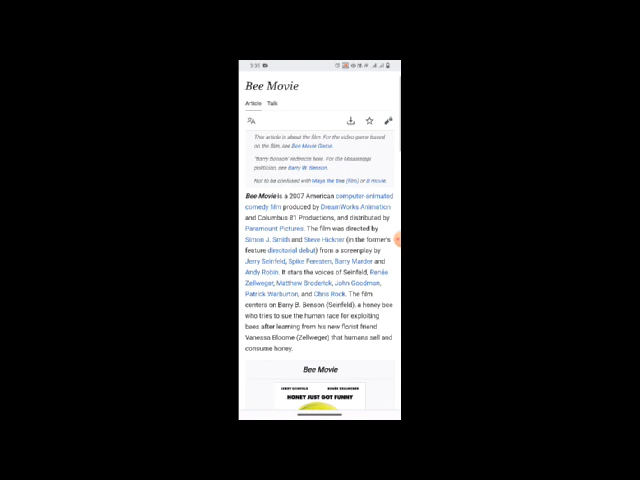 3:35
Bee Movie
Article Talk
This article is about the film. For the video game based
on the film, see Bee Movie Game.
"Barry Benson" redirects here. For the Mississippi
politician, see Barry W. Benson.
Not to be confused with Maya the Bee (film) or B movie.
Bee Movie is a 2007 American computer-animated
comedy film produced by DreamWorks Animation
and Columbus 81 Productions, and distributed by
Paramount Pictures. The film was directed by
Simon J. Smith and Steve Hickner (in the former's
feature directorial debut) from a screenplay by
Jerry Seinfeld, Spike Feresten, Barry Marder and
Andy Robin. It stars the voices of Seinfeld, Renée
Zellweger, Matthew Broderick, John Goodman,
Patrick Warburton, and Chris Rock. The film
centers on Barry B. Benson (Seinfeld), a honey bee
who tries to sue the human race for exploiting
bees after learning from his new florist friend
Vanessa Bloome (Zellweger) that humans sell and
consume honey.
Bee Movie
JERRY SEINFELD RENÉE ZELLWEGER
HONEY JUST GOT FUNNY